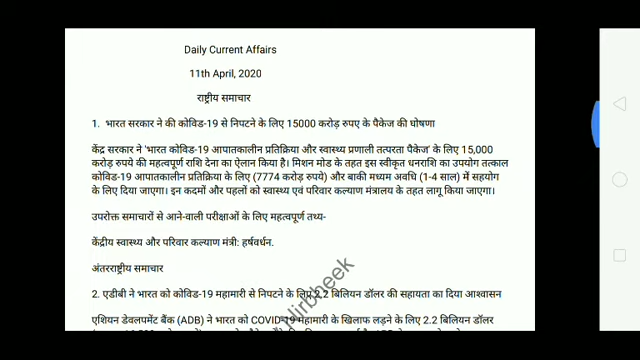 Daily Current Affairs
11th April, 2020
राष्ट्रीय समाचार
1. भारत सरकार ने की कोविड-19 से निपटने के लिए 15000 करोड़ रुपए के पैकेज की घोषणा
केंद्र सरकार ने 'भारत कोविड-19 आपातकालीन प्रतिक्रिया और स्वास्थ्य प्रणाली तत्परता पैकेज' के लिए 15,000
करोड़ रुपये की महत्वपूर्ण राशि देना का ऐलान किया है। मिशन मोड के तहत इस स्वीकृत धनराशि का उपयोग तत्काल
कोविड-19 आपातकालीन प्रतिक्रिया के लिए (7774 करोड़ रुपये) और बाकी मध्यम अवधि (1-4 साल) में सहयोग
के लिए दिया जाएगा। इन कदमों और पहलों को स्वास्थ्य एवं परिवार कल्याण मंत्रालय के तहत लागू किया जाएगा।
उपरोक्त समाचारों से आने-वाली परीक्षाओं के लिए महत्वपूर्ण तथ्य-
केंद्रीय स्वास्थ्य और परिवार कल्याण मंत्री: हर्षवर्धन.
अंतरराष्ट्रीय समाचार
2. एडीबी ने भारत को कोविड-19 महामारी से निपटने के लिए 2.2 बिलियन डॉलर की सहायता का दिया आश्वासन
एशियन डेवलपमेंट बैंक (ADB) ने भारत को COVID-19 महामारी के खिलाफ लड़ने के लिए 2.2 बिलियन डॉलर